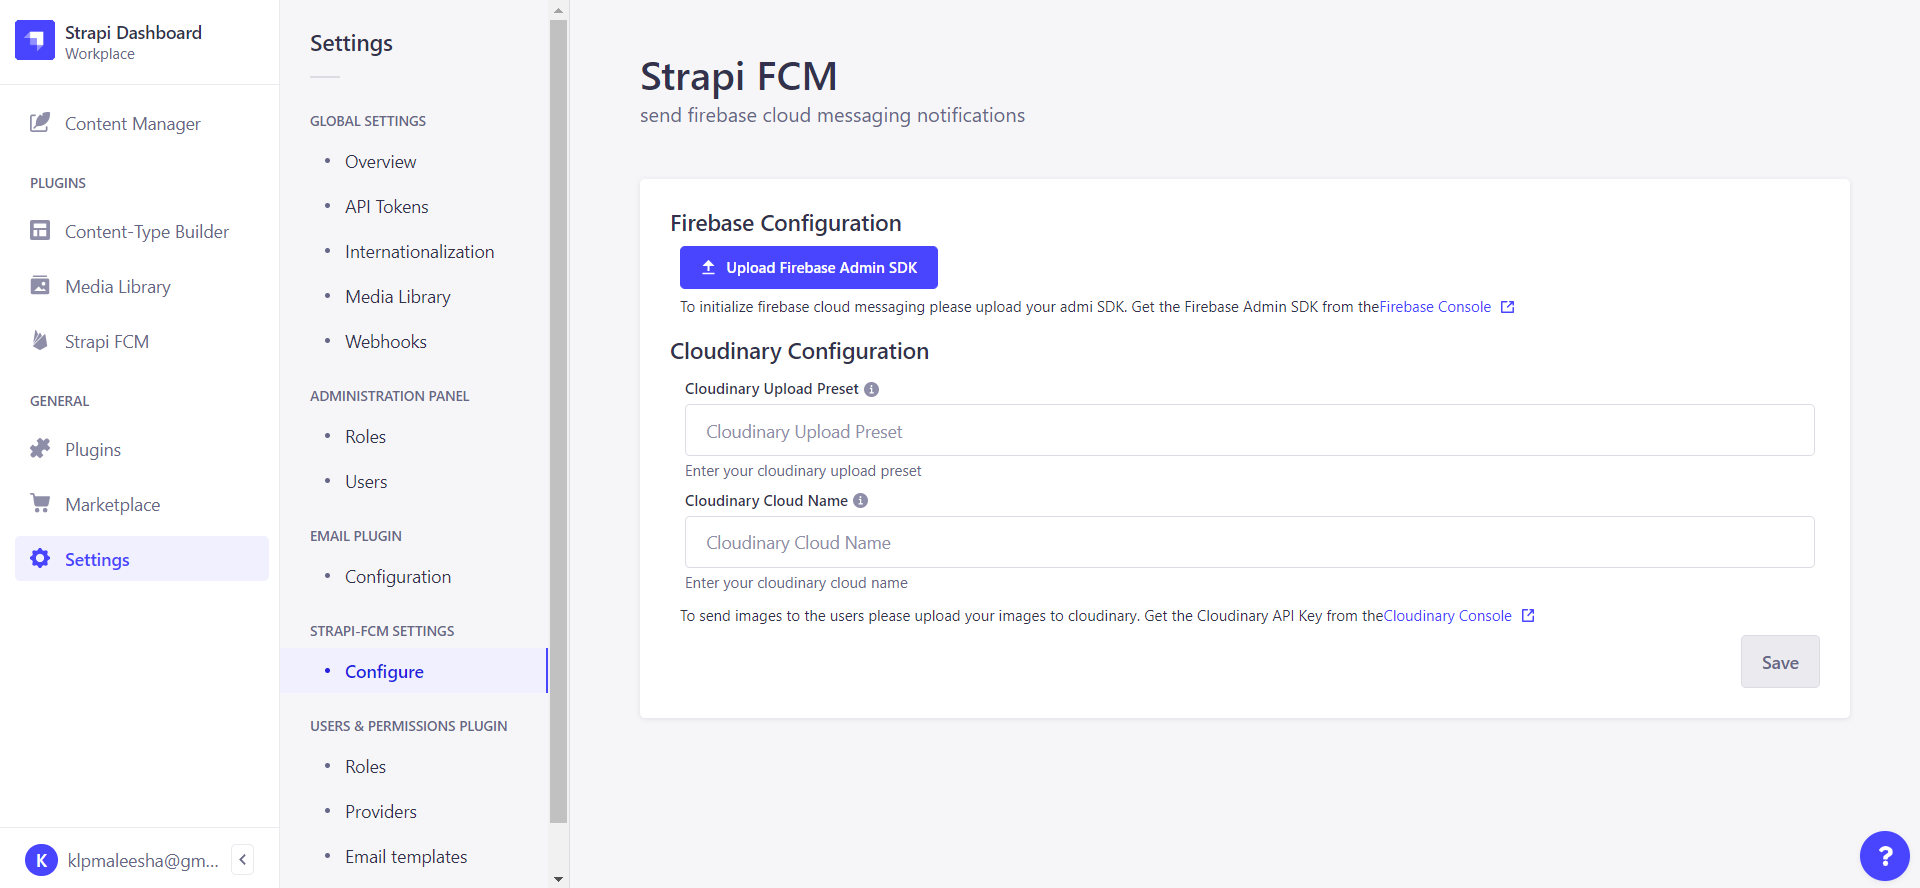 Strapi Dashboard
Workplace
Content Manager
PLUGINS
Content-Type Builder
Media Library
Strapi FCM
GENERAL
Plugins
Marketplace
Settings
K klpmaleesha@gm...
Settings
GLOBAL SETTINGS
Overview
API Tokens
Internationalization
Media Library
Webhooks
ADMINISTRATION PANEL
Roles
Users
EMAIL PLUGIN
Configuration
STRAPI-FCM SETTINGS
Configure
USERS & PERMISSIONS PLUGIN
Roles
Providers
Email templates
Strapi FCM
send firebase cloud messaging notifications
Firebase Configuration
Upload Firebase Admin SDK
To initialize firebase cloud messaging please upload your admi SDK. Get the Firebase Admin SDK from theFirebase Console
Cloudinary Configuration
Cloudinary Upload Preset
Cloudinary Upload Preset
Enter your cloudinary upload preset
Cloudinary Cloud Name
Cloudinary Cloud Name
Enter your cloudinary cloud name
To send images to the users please upload your images to cloudinary. Get the Cloudinary API Key from theCloudinary Console
Save
?